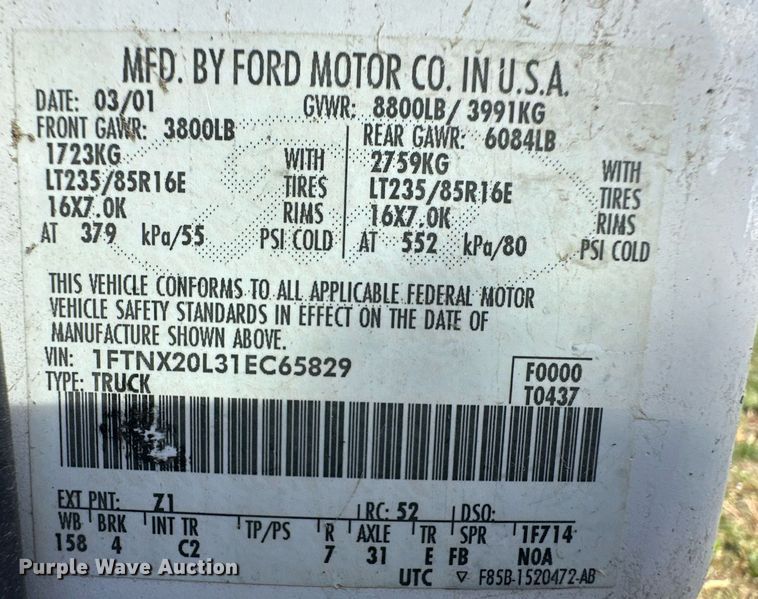 MFD. BY FORD MOTOR CO. IN U.S.A.
DATE: 03/01 GVWR: 8800LB/ 3991KG
FRONT GAWR: 3800LB REAR GAWR: 6084LB
1723KG WITH 2759KG WITH
LT235/85R16E TIRES LT235/85R16E TIRES
16X7.0K RIMS 16X7.0K RIMS
AT 379 kPa/55 PSI COLD AT 552 kPa/80 PSI COLD
THIS VEHICLE CONFORMS TO ALL APPLICABLE FEDERAL MOTOR
VEHICLE SAFETY STANDARDS IN EFFECT ON THE DATE OF
MANUFACTURE SHOWN ABOVE.
VIN: 1FTNX20L31EC65829 F0000
TYPE: TRUCK T0437
EXT PNT: Z1 RC: 52 DSO:
WB BRK INT TR TP/PS R AXLE TR SPR 1F714
158 4 C2 7 31 E FB NOA
UTC ▽ F85B-1520472-AB
Purple Wave Auction